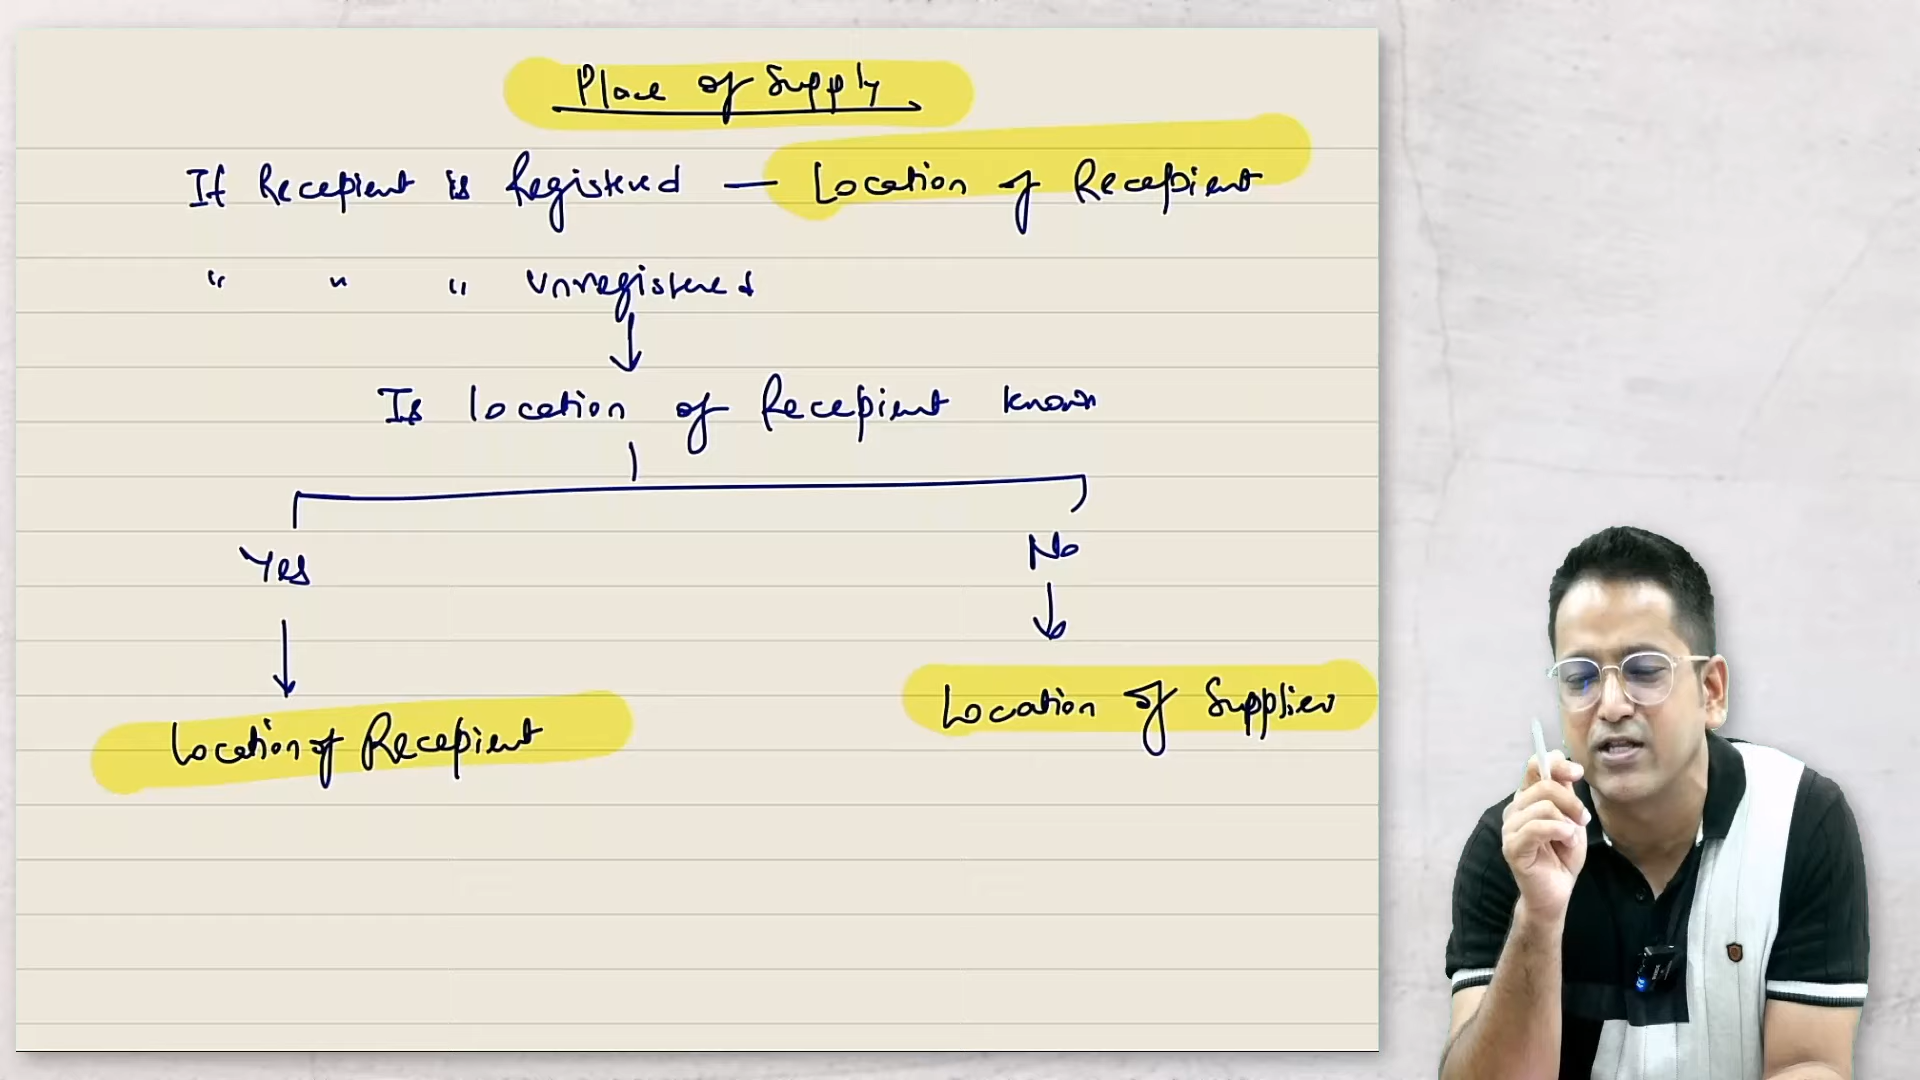 Place of Supply
If Recepient is Registered — Location of Recepient
" " " Unregistered
Is location of Recepient known
Yes No
Location of Recepient Location of Supplier